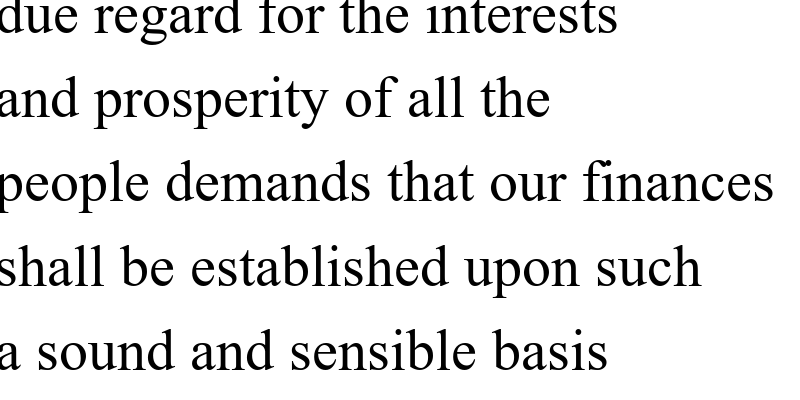 due regard for the interests
and prosperity of all the
people demands that our finances
shall be established upon such
a sound and sensible basis